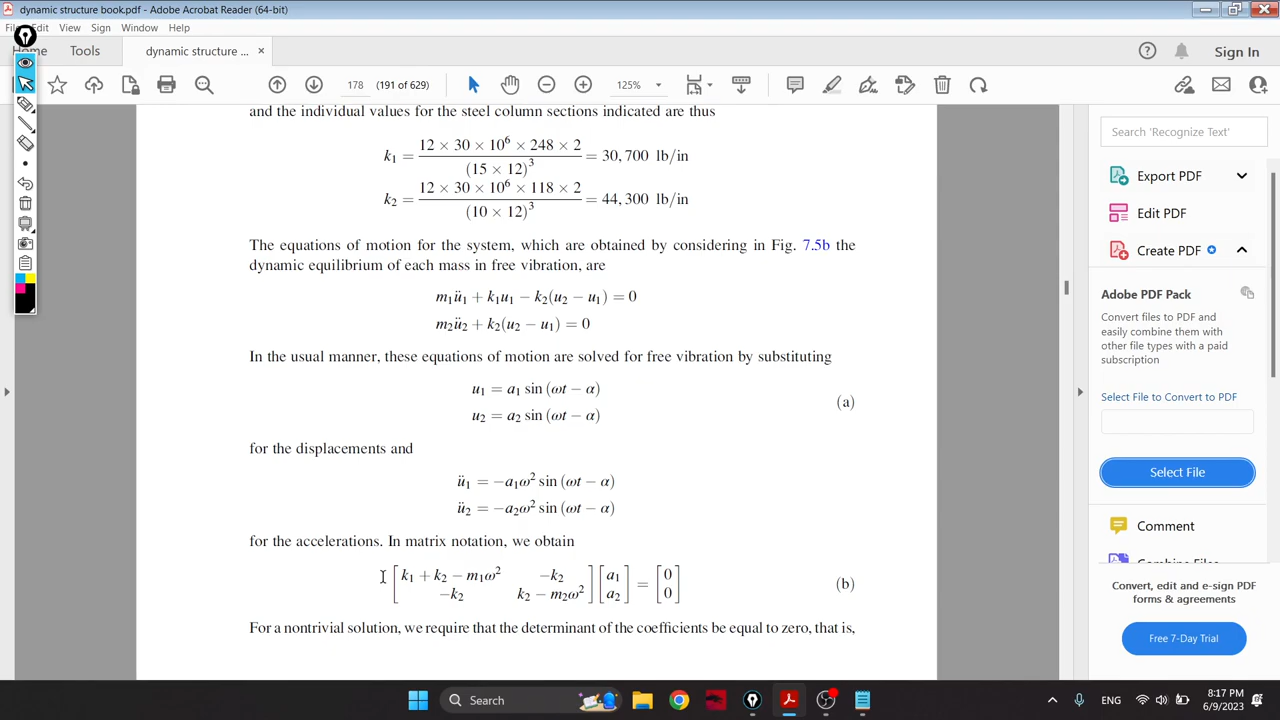 dynamic structure book.pdf - Adobe Acrobat Reader (64-bit)
File Edit View Sign Window Help
Home Tools dynamic structure ... × Sign In
178 (191 of 629) 125%
and the individual values for the steel column sections indicated are thus
k₁ = 12 × 30 × 10⁶ × 248 × 2 / (15 × 12)³ = 30,700 lb/in
k₂ = 12 × 30 × 10⁶ × 118 × 2 / (10 × 12)³ = 44,300 lb/in
The equations of motion for the system, which are obtained by considering in Fig. 7.5b the
dynamic equilibrium of each mass in free vibration, are
m₁ü₁ + k₁u₁ − k₂(u₂ − u₁) = 0
m₂ü₂ + k₂(u₂ − u₁) = 0
In the usual manner, these equations of motion are solved for free vibration by substituting
u₁ = a₁ sin (ωt − α)
u₂ = a₂ sin (ωt − α)
(a)
for the displacements and
ü₁ = −a₁ω² sin (ωt − α)
ü₂ = −a₂ω² sin (ωt − α)
for the accelerations. In matrix notation, we obtain
[k₁ + k₂ − m₁ω² −k₂] [a₁] = [0]
[−k₂ k₂ − m₂ω²] [a₂] [0]
(b)
For a nontrivial solution, we require that the determinant of the coefficients be equal to zero, that is,
Search 'Recognize Text'
Export PDF
Edit PDF
Create PDF
Adobe PDF Pack
Convert files to PDF and
easily combine them with
other file types with a paid
subscription
Select File to Convert to PDF
Select File
Comment
Combine Files
Convert, edit and e-sign PDF
forms & agreements
Free 7-Day Trial
Search
ENG
8:17 PM
6/9/2023